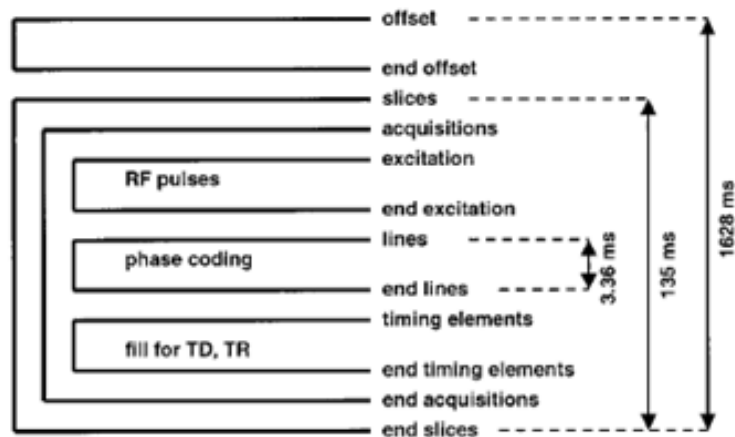 offset
end offset
slices
acquisitions
excitation
RF pulses
end excitation
lines
phase coding
end lines
timing elements
fill for TD, TR
end timing elements
end acquisitions
end slices
3.36 ms
135 ms
1628 ms